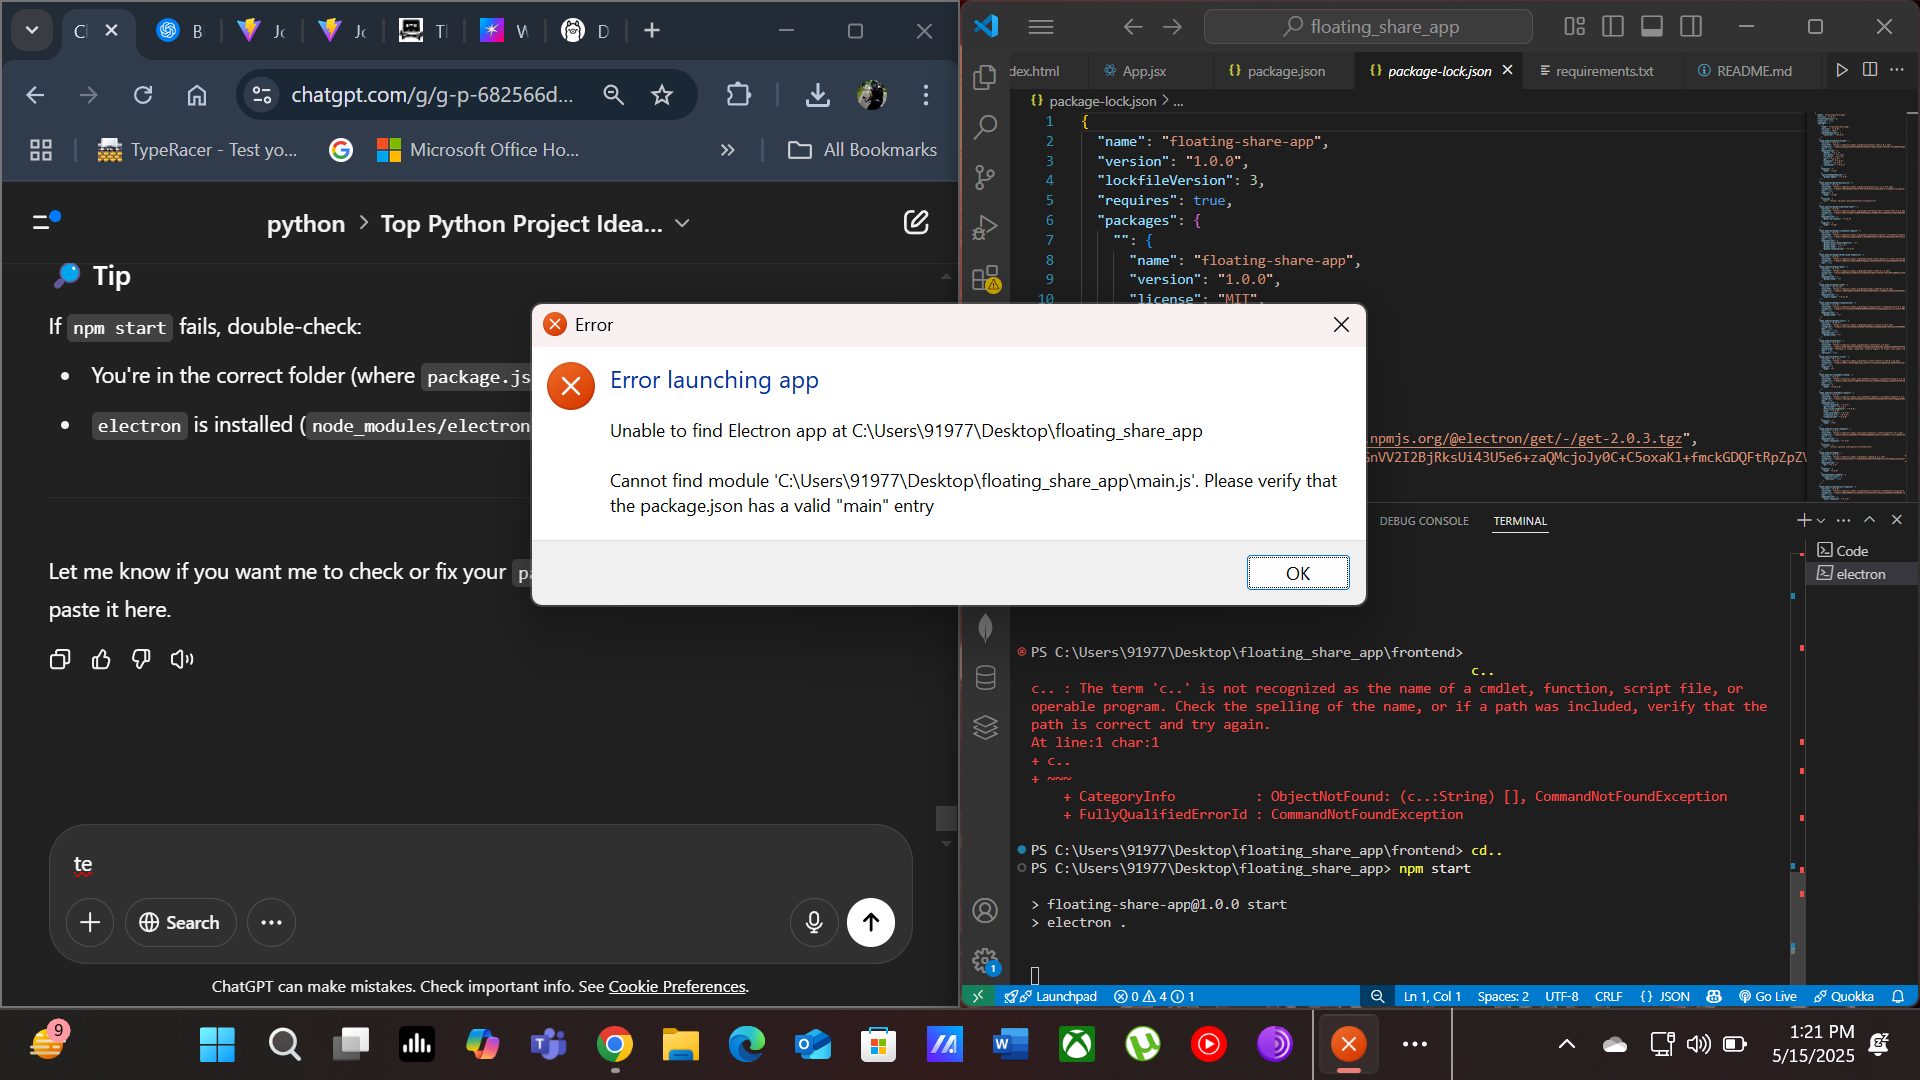 C
B
Jo
Jo
Tl
W
D
chatgpt.com/g/g-p-682566d...
TypeRacer - Test yo...
Microsoft Office Ho...
All Bookmarks
python > Top Python Project Idea...
Tip
If npm start fails, double-check:
• You're in the correct folder (where package.js
• electron is installed (node_modules/electron
Let me know if you want me to check or fix your pa
paste it here.
te
Search
ChatGPT can make mistakes. Check important info. See Cookie Preferences.
floating_share_app
dex.html
App.jsx
{} package.json
{} package-lock.json
requirements.txt
README.md
{} package-lock.json > ...
1 {
2 "name": "floating-share-app",
3 "version": "1.0.0",
4 "lockfileVersion": 3,
5 "requires": true,
6 "packages": {
7 "": {
8 "name": "floating-share-app",
9 "version": "1.0.0",
10 "license": "MIT",
.npmjs.org/@electron/get/-/get-2.0.3.tgz",
Error
Error launching app
Unable to find Electron app at C:\Users\91977\Desktop\floating_share_app
Cannot find module 'C:\Users\91977\Desktop\floating_share_app\main.js'. Please verify that
the package.json has a valid "main" entry
OK
DEBUG CONSOLE
TERMINAL
Code
electron
PS C:\Users\91977\Desktop\floating_share_app\frontend>
c..
c.. : The term 'c..' is not recognized as the name of a cmdlet, function, script file, or
operable program. Check the spelling of the name, or if a path was included, verify that the
path is correct and try again.
At line:1 char:1
+ c..
+ ~~~
+ CategoryInfo : ObjectNotFound: (c..:String) [], CommandNotFoundException
+ FullyQualifiedErrorId : CommandNotFoundException
PS C:\Users\91977\Desktop\floating_share_app\frontend> cd..
PS C:\Users\91977\Desktop\floating_share_app> npm start
> floating-share-app@1.0.0 start
> electron .
1
Launchpad
0 4 1
Ln 1, Col 1
Spaces: 2
UTF-8
CRLF
{} JSON
Go Live
Quokka
9
1:21 PM
5/15/2025